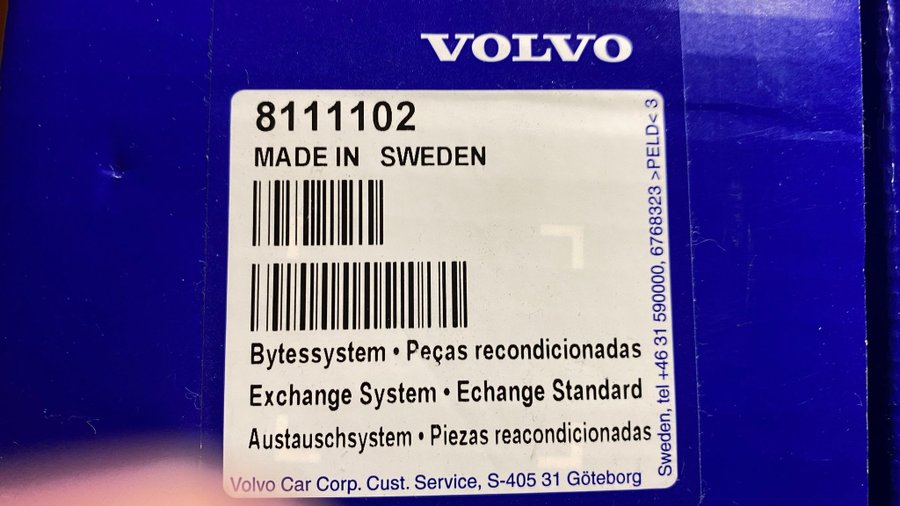 VOLVO
8111102
MADE IN SWEDEN
Bytessystem • Peças recondicionadas
Exchange System • Echange Standard
Austauschsystem • Piezas reacondicionadas
Volvo Car Corp. Cust. Service, S-405 31 Göteborg
Sweden, tel +46 31 590000, 6768323 >PELD< 3